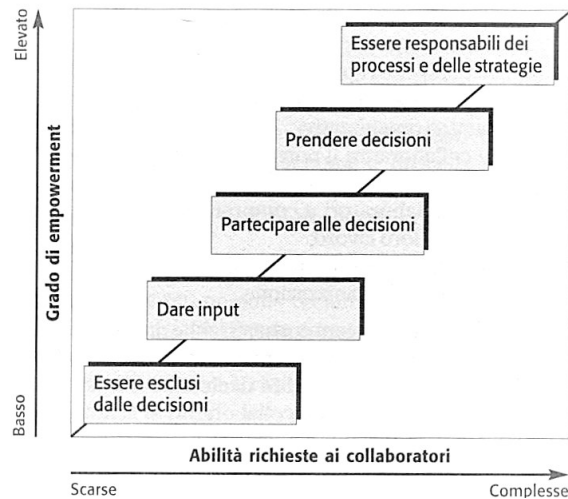 Elevato
Essere responsabili dei
processi e delle strategie
Prendere decisioni
Grado di empowerment
Partecipare alle decisioni
Dare input
Essere esclusi
dalle decisioni
Basso
Abilità richieste ai collaboratori
Scarse
Complesse